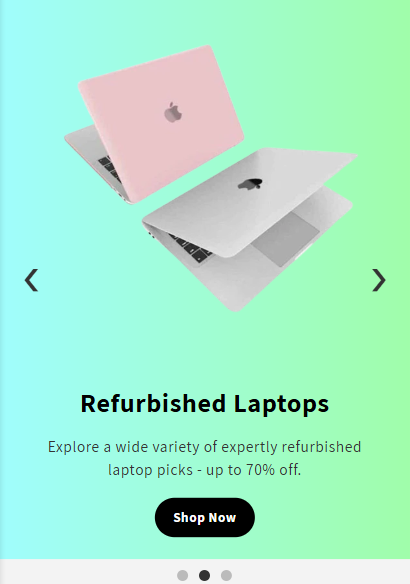 Refurbished Laptops
Explore a wide variety of expertly refurbished
laptop picks - up to 70% off.
Shop Now